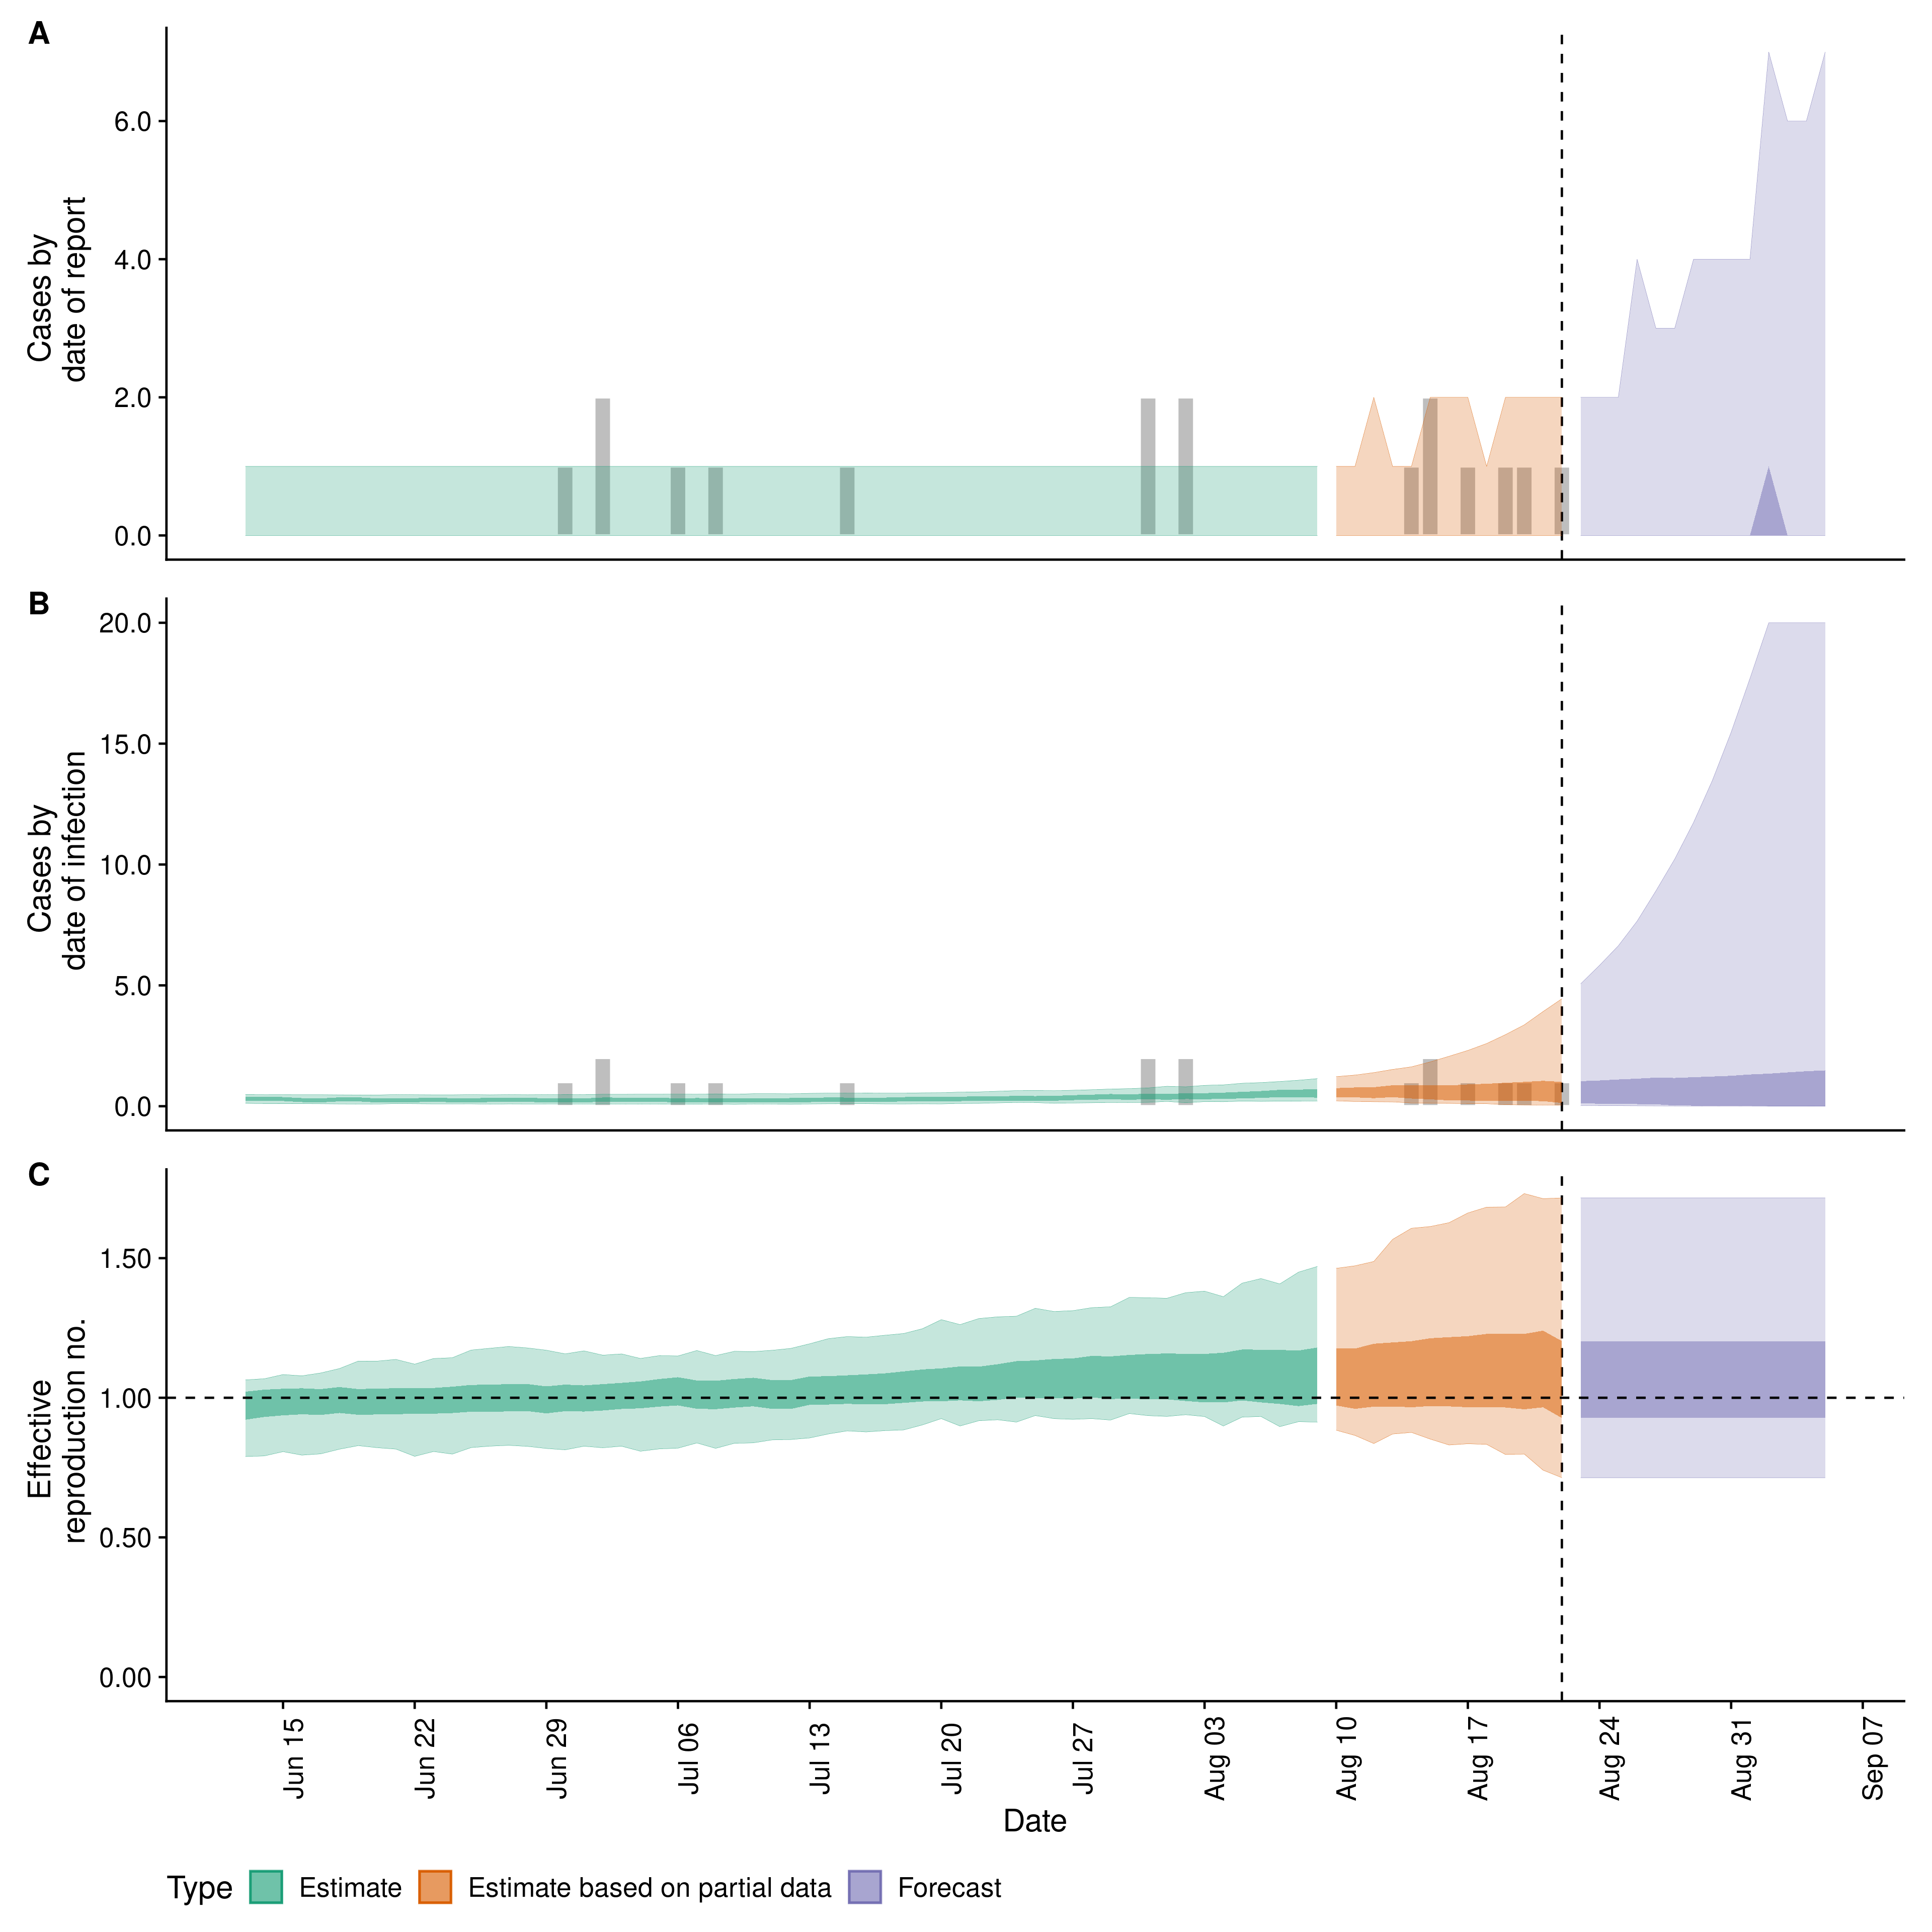 A
Cases by
date of report
6.0
4.0
2.0
0.0
B
Cases by
date of infection
20.0
15.0
10.0
5.0
0.0
C
Effective
reproduction no.
1.50
1.00
0.50
0.00
Jun 15
Jun 22
Jun 29
Jul 06
Jul 13
Jul 20
Jul 27
Aug 03
Aug 10
Aug 17
Aug 24
Aug 31
Sep 07
Date
Type Estimate Estimate based on partial data Forecast